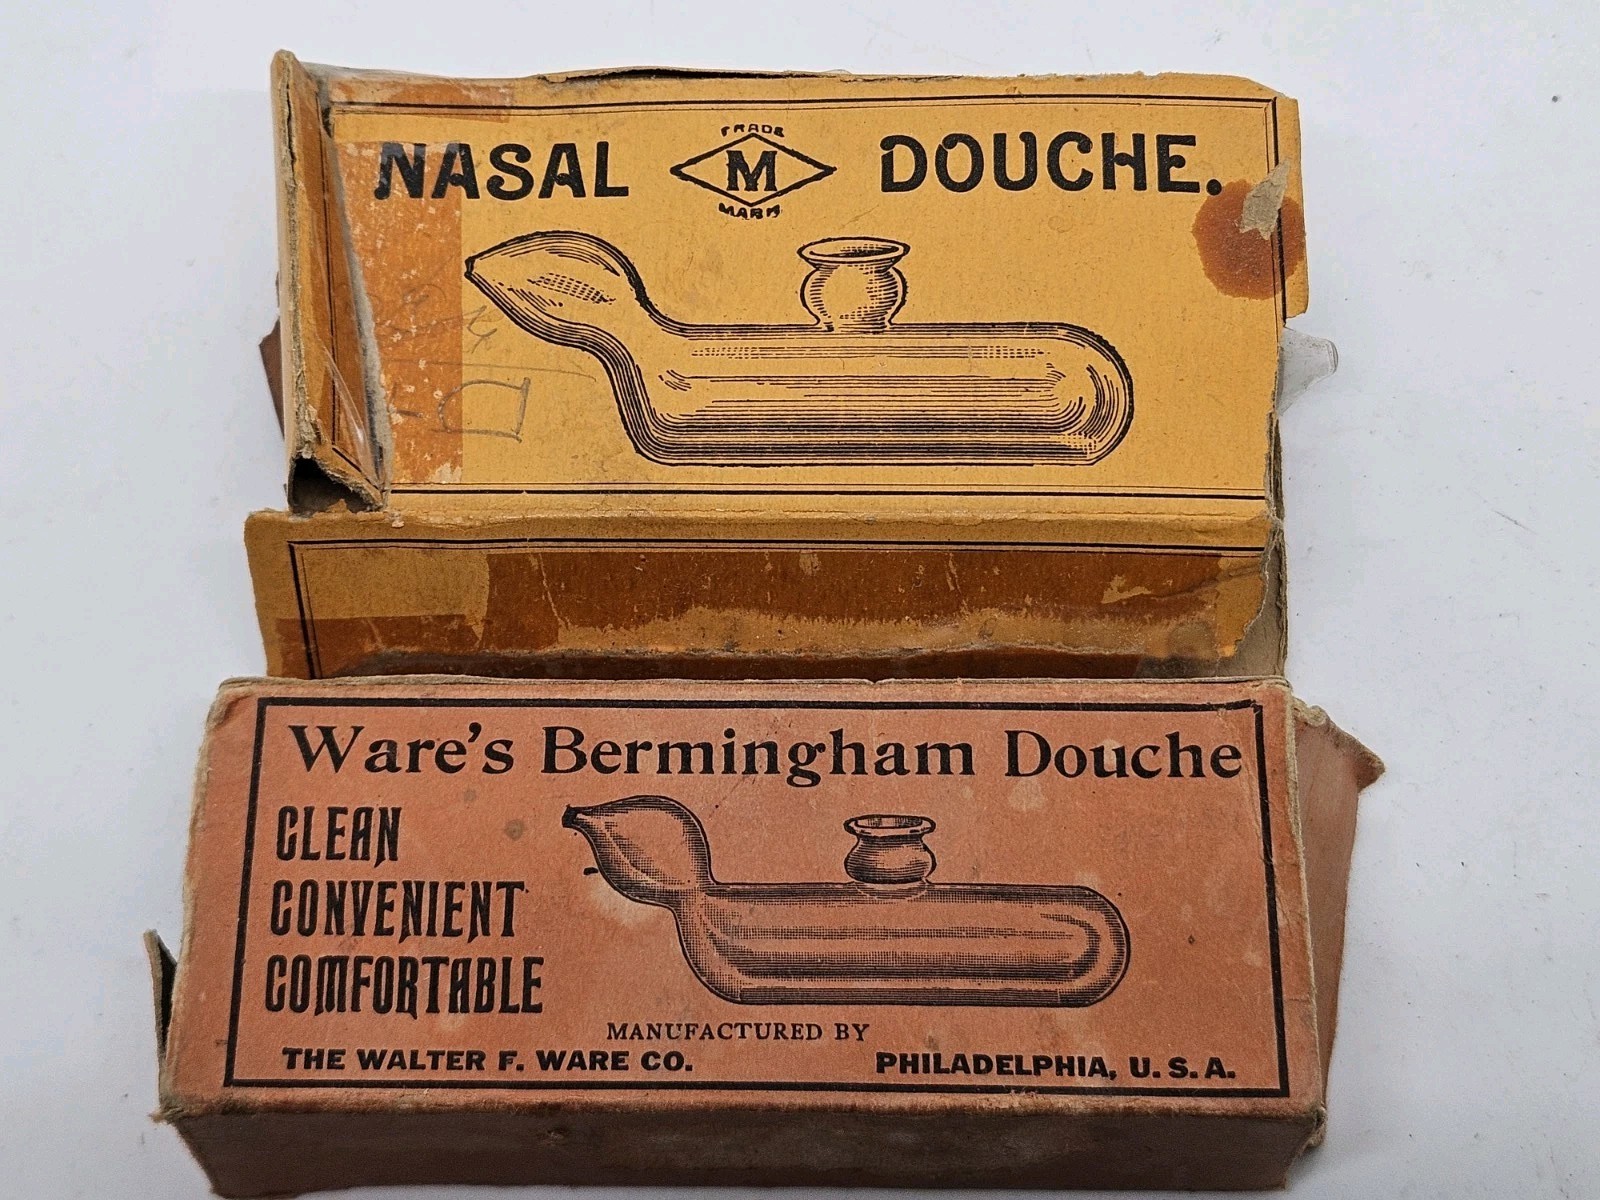 NASAL DOUCHE.
TRADE
M
MARK
Ware's Bermingham Douche
CLEAN
CONVENIENT
COMFORTABLE
MANUFACTURED BY
THE WALTER F. WARE CO. PHILADELPHIA, U.S.A.